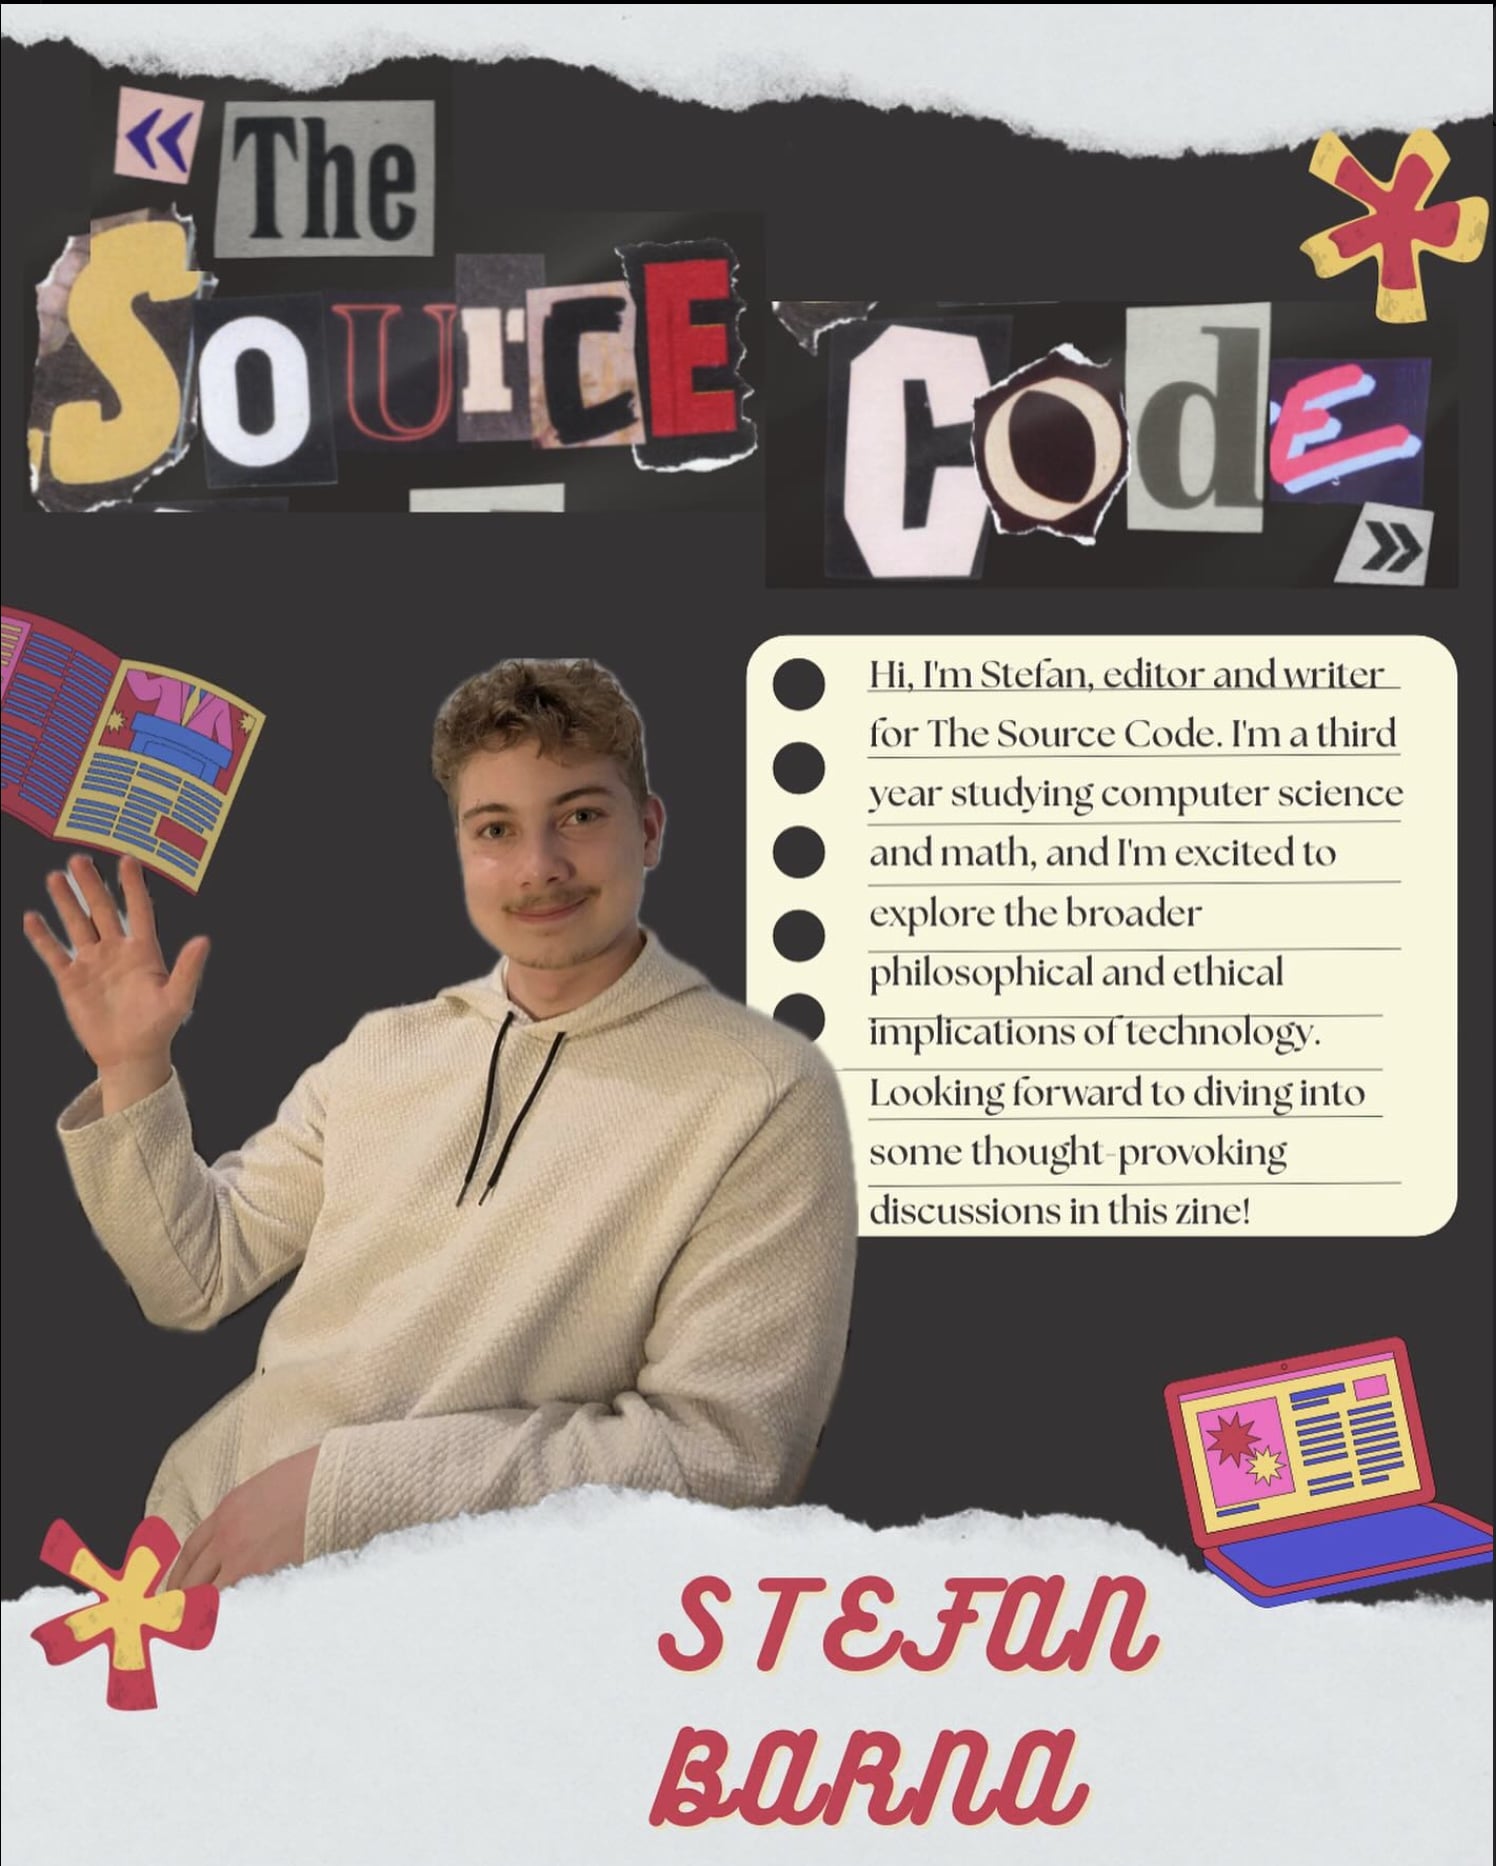 « The
SourCE
CodE
»
Hi, I'm Stefan, editor and writer
for The Source Code. I'm a third
year studying computer science
and math, and I'm excited to
explore the broader
philosophical and ethical
implications of technology.
Looking forward to diving into
some thought-provoking
discussions in this zine!
STEFAN
BARNA